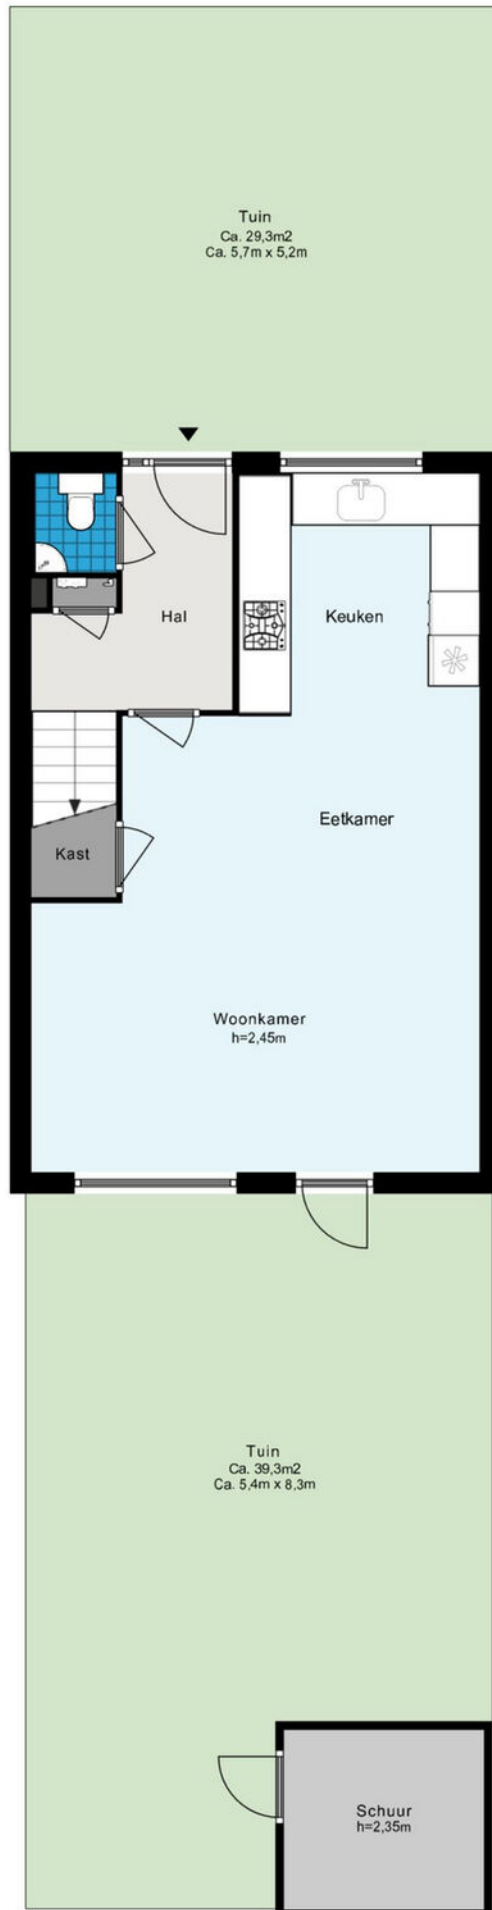 Tuin
Ca. 29,3m2
Ca. 5,7m x 5,2m
Hal
Keuken
Eetkamer
Kast
Woonkamer
h=2,45m
Tuin
Ca. 39,3m2
Ca. 5,4m x 8,3m
Schuur
h=2,35m